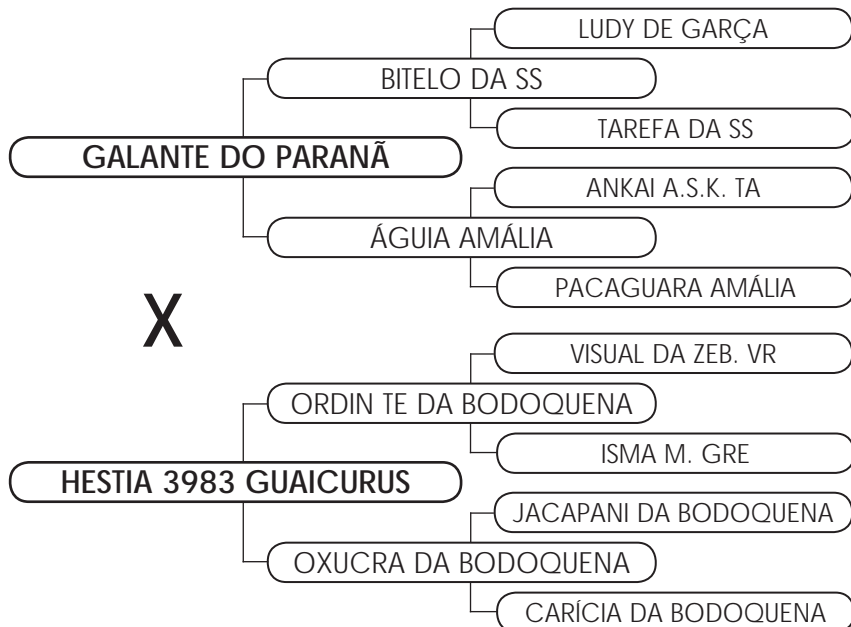 LUDY DE GARÇA
BITELO DA SS
TAREFA DA SS
GALANTE DO PARANÃ
ANKAI A.S.K. TA
ÁGUIA AMÁLIA
PACAGUARA AMÁLIA
X
VISUAL DA ZEB. VR
ORDIN TE DA BODOQUENA
ISMA M. GRE
HESTIA 3983 GUAICURUS
JACAPANI DA BODOQUENA
OXUCRA DA BODOQUENA
CARÍCIA DA BODOQUENA